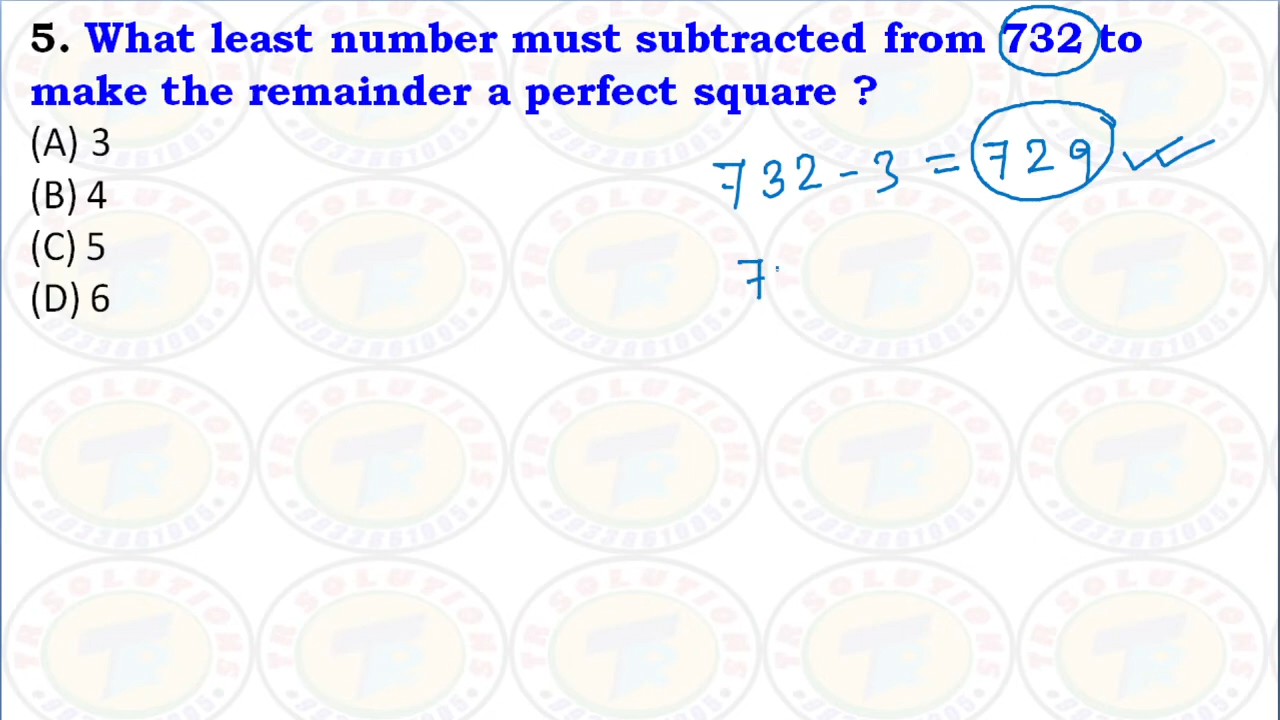 5. What least number must subtracted from 732 to
make the remainder a perfect square ?
(A) 3
(B) 4
(C) 5
(D) 6
732 - 3 = 729
7